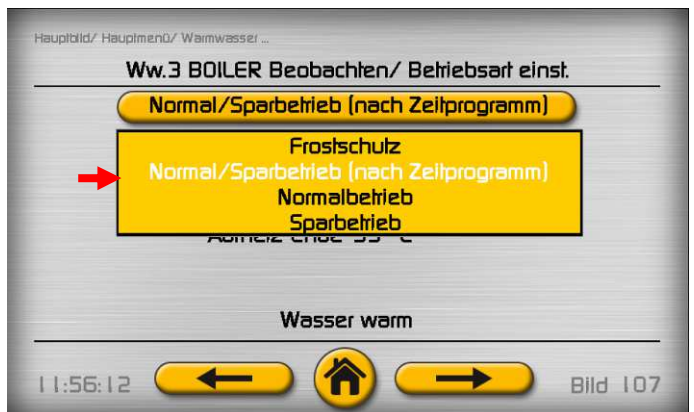 Hauptbild/ Hauptmenü/ Warmwasser ...
Ww.3 BOILER Beobachten/ Betriebsart einst.
Normal/Sparbetrieb (nach Zeitprogramm)
Frostschutz
Normal/Sparbetrieb (nach Zeitprogramm)
Normalbetrieb
Sparbetrieb
Wasser warm
11:56:12
Bild 107